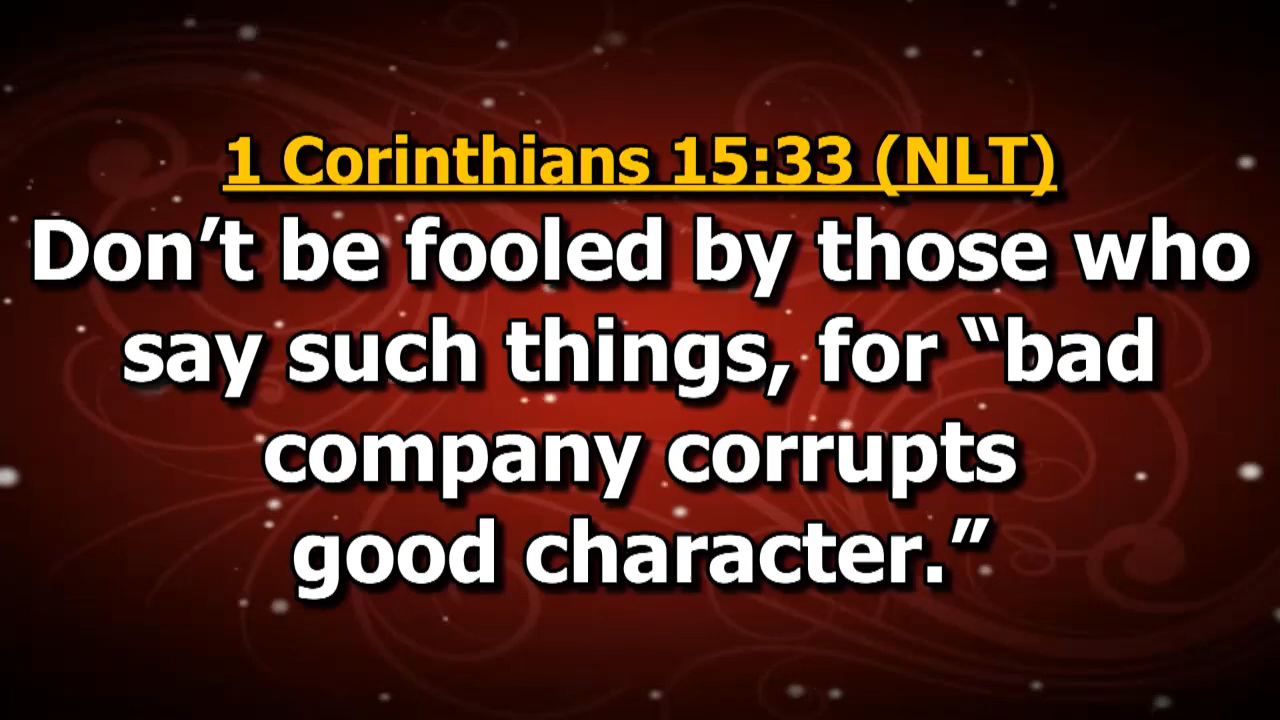 1 Corinthians 15:33 (NLT)
Don’t be fooled by those who
say such things, for “bad
company corrupts
good character.”